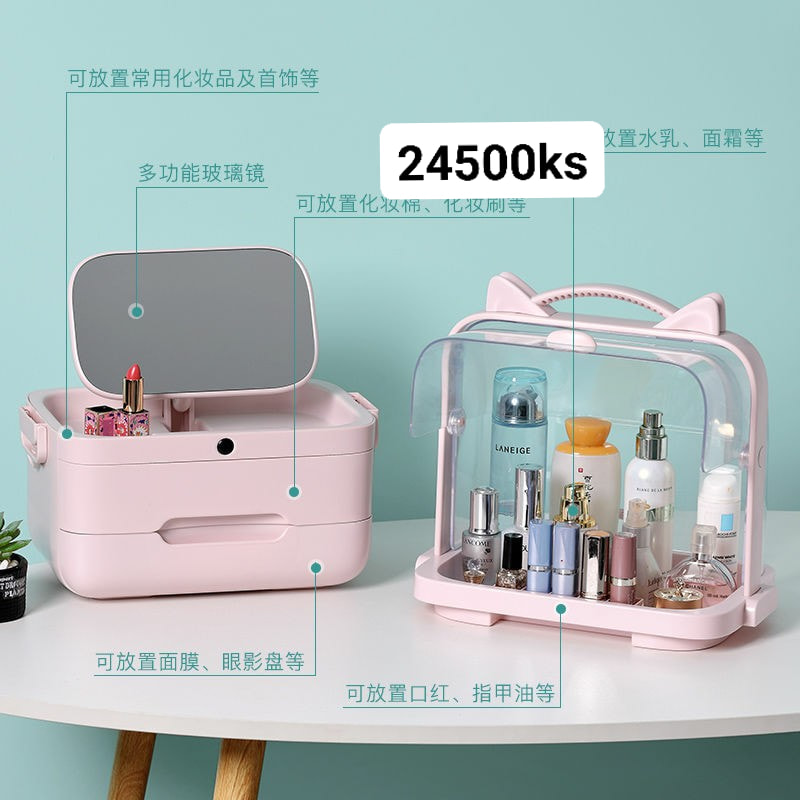 可放置常用化妆品及首饰等
放置水乳、面霜等
24500ks
多功能玻璃镜
可放置化妆棉、化妆刷等
LANEIGE
LANCOME
CHANEL
可放置面膜、眼影盘等
可放置口红、指甲油等